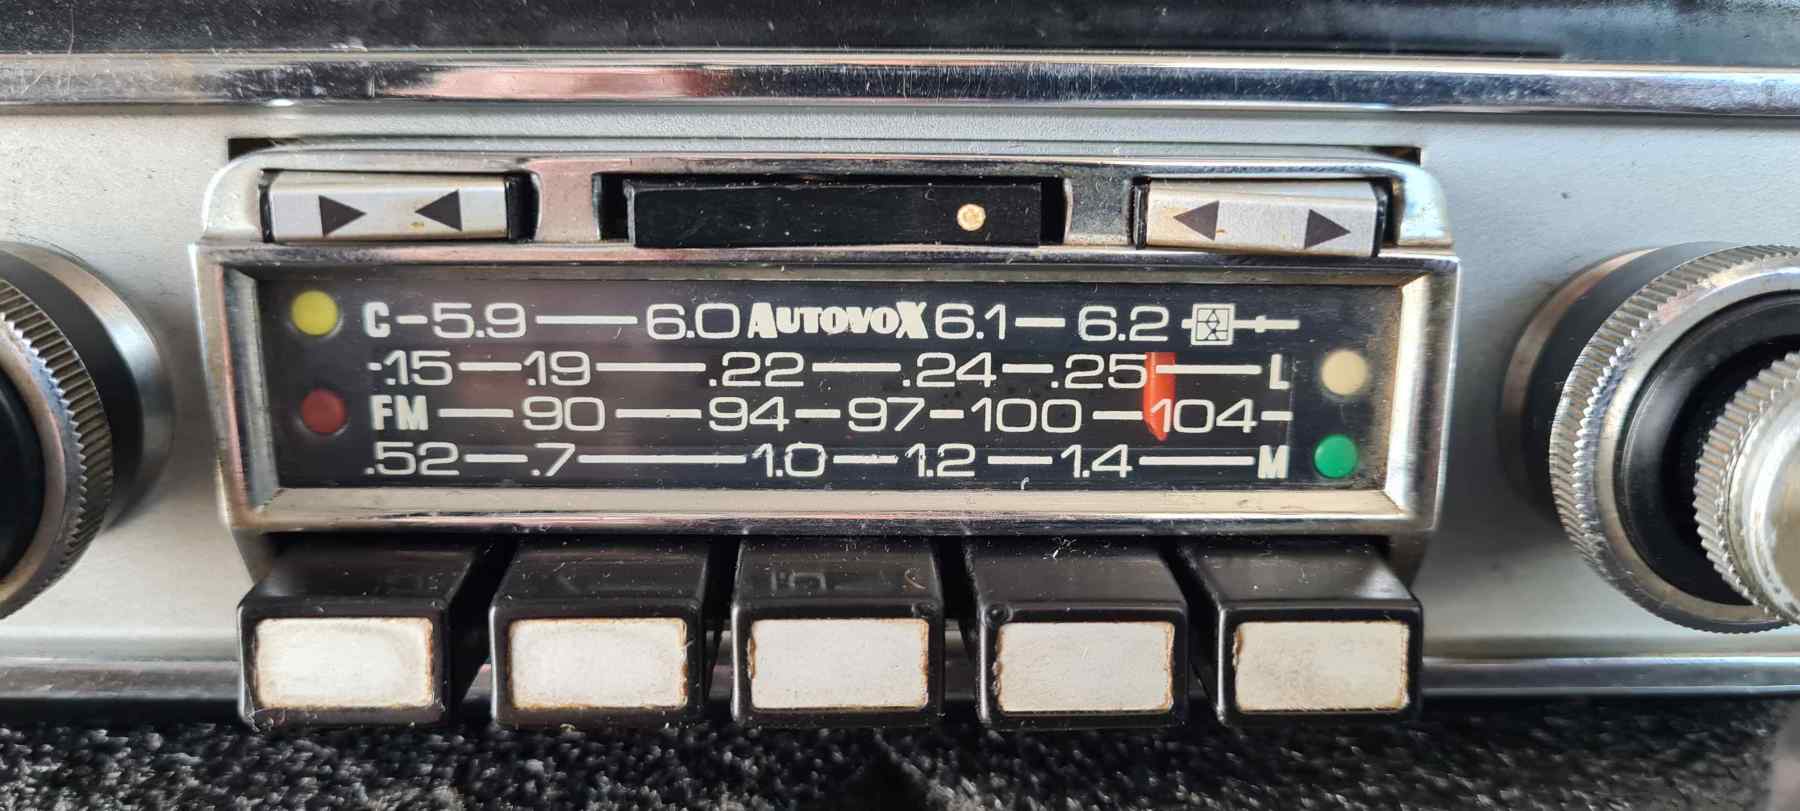 C 5.9 6.0 AUTOVOX 6.1 6.2
.15 .19 .22 .24 .25 L
FM 90 94 97 100 104
.52 .7 1.0 1.2 1.4 M